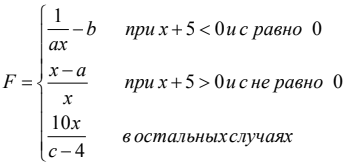 F = { 1/(ax) − b при x + 5 < 0 и с равно 0
(x − a)/x при x + 5 > 0 и с не равно 0
10x/(c − 4) в остальных случаях